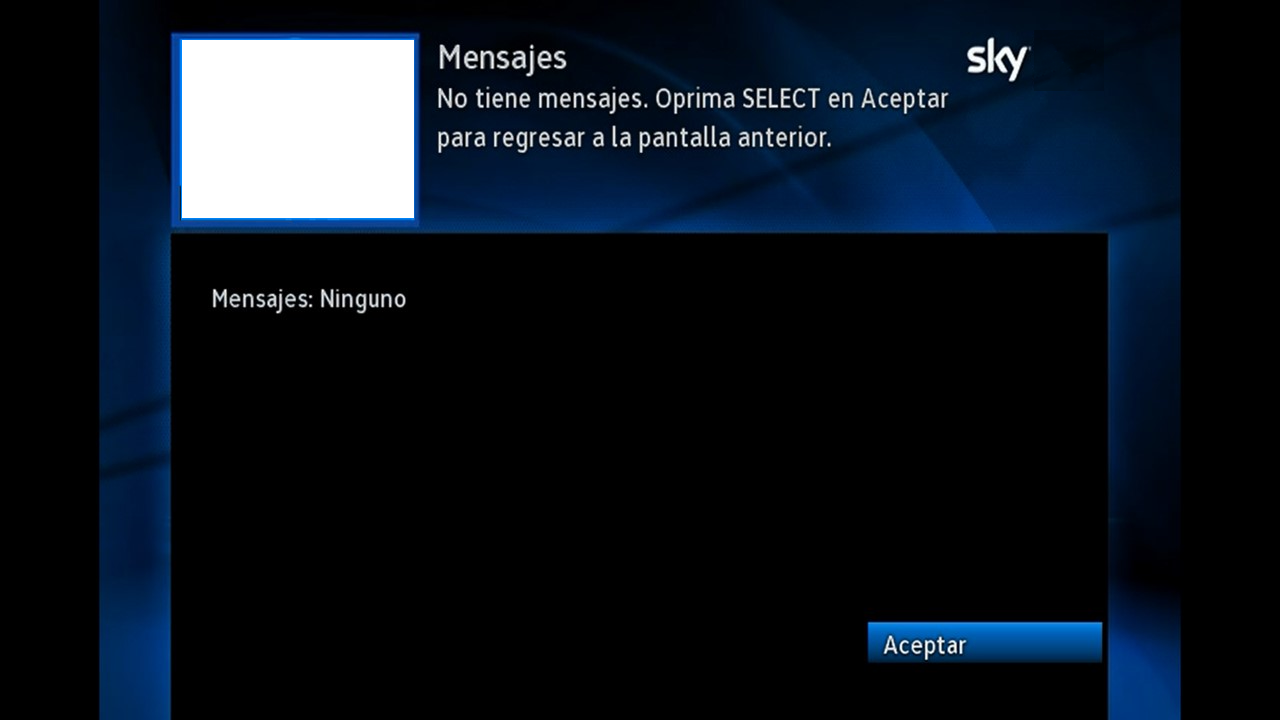 Mensajes
sky
No tiene mensajes. Oprima SELECT en Aceptar
para regresar a la pantalla anterior.
Mensajes: Ninguno
Aceptar